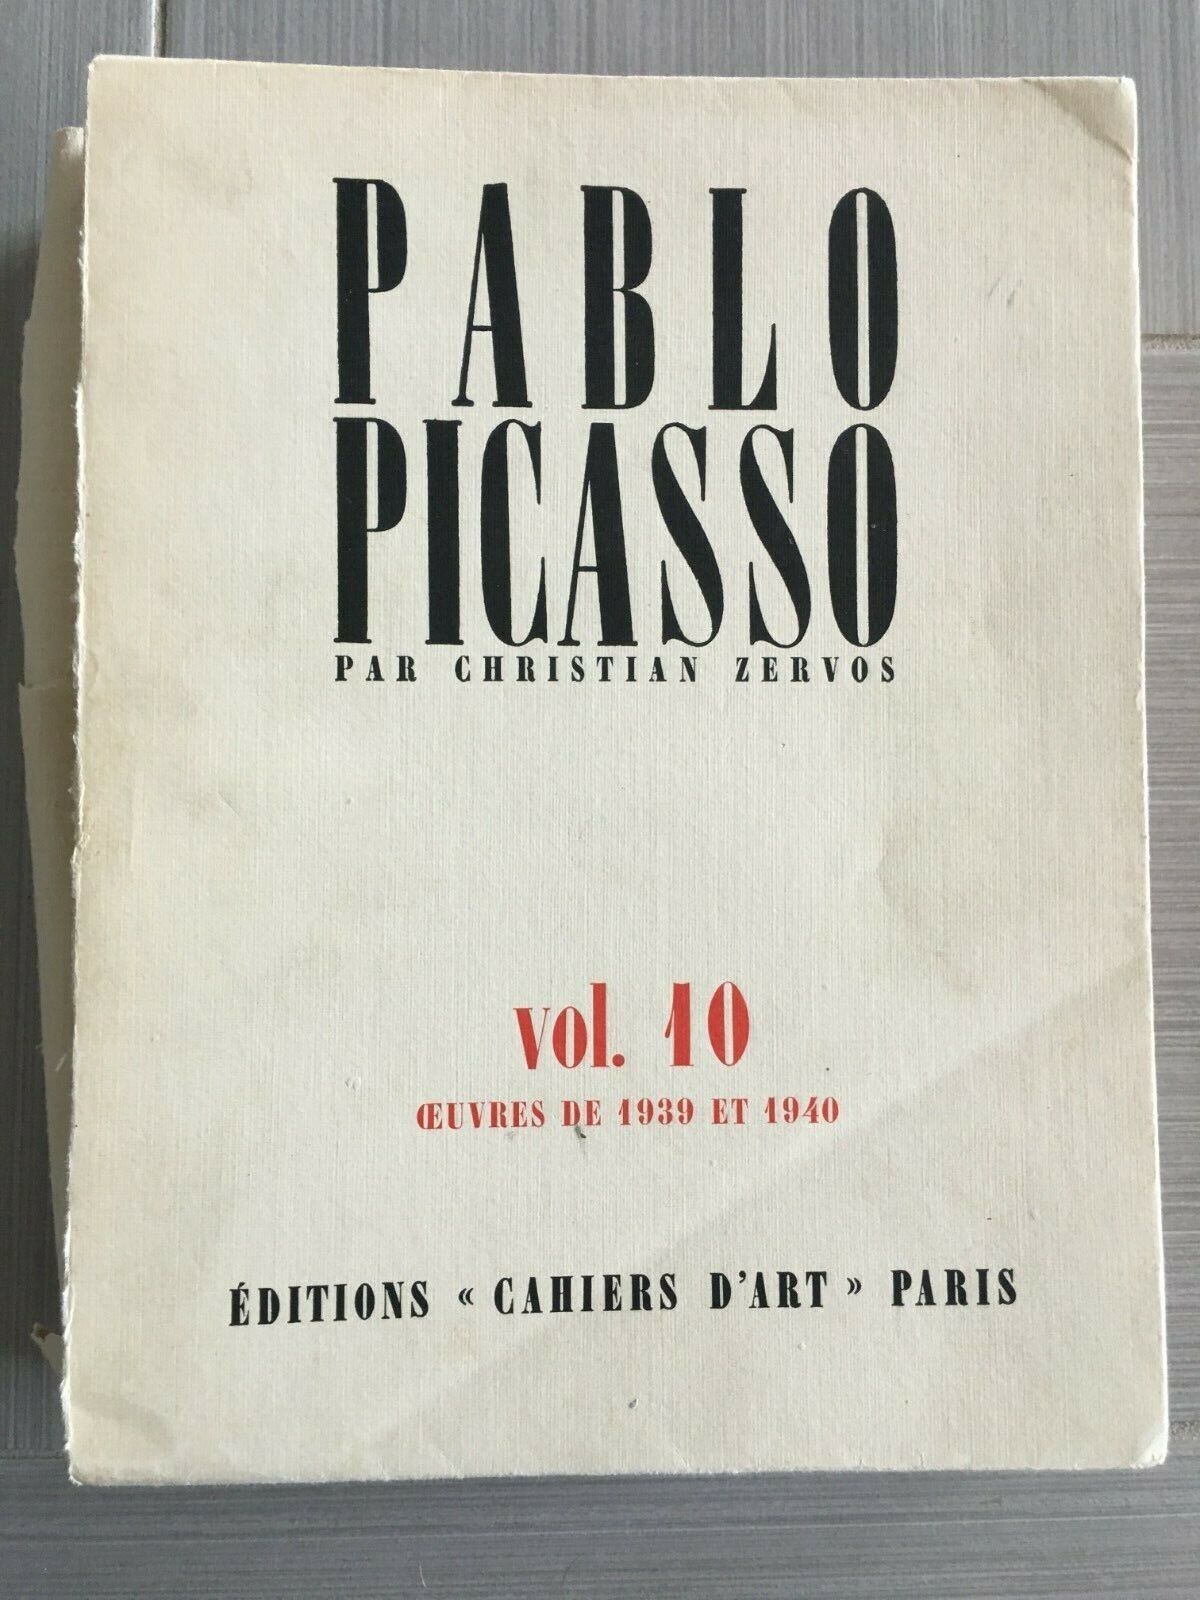 PABLO
PICASSO
PAR CHRISTIAN ZERVOS
vol. 10
ŒUVRES DE 1939 ET 1940
ÉDITIONS « CAHIERS D'ART » PARIS